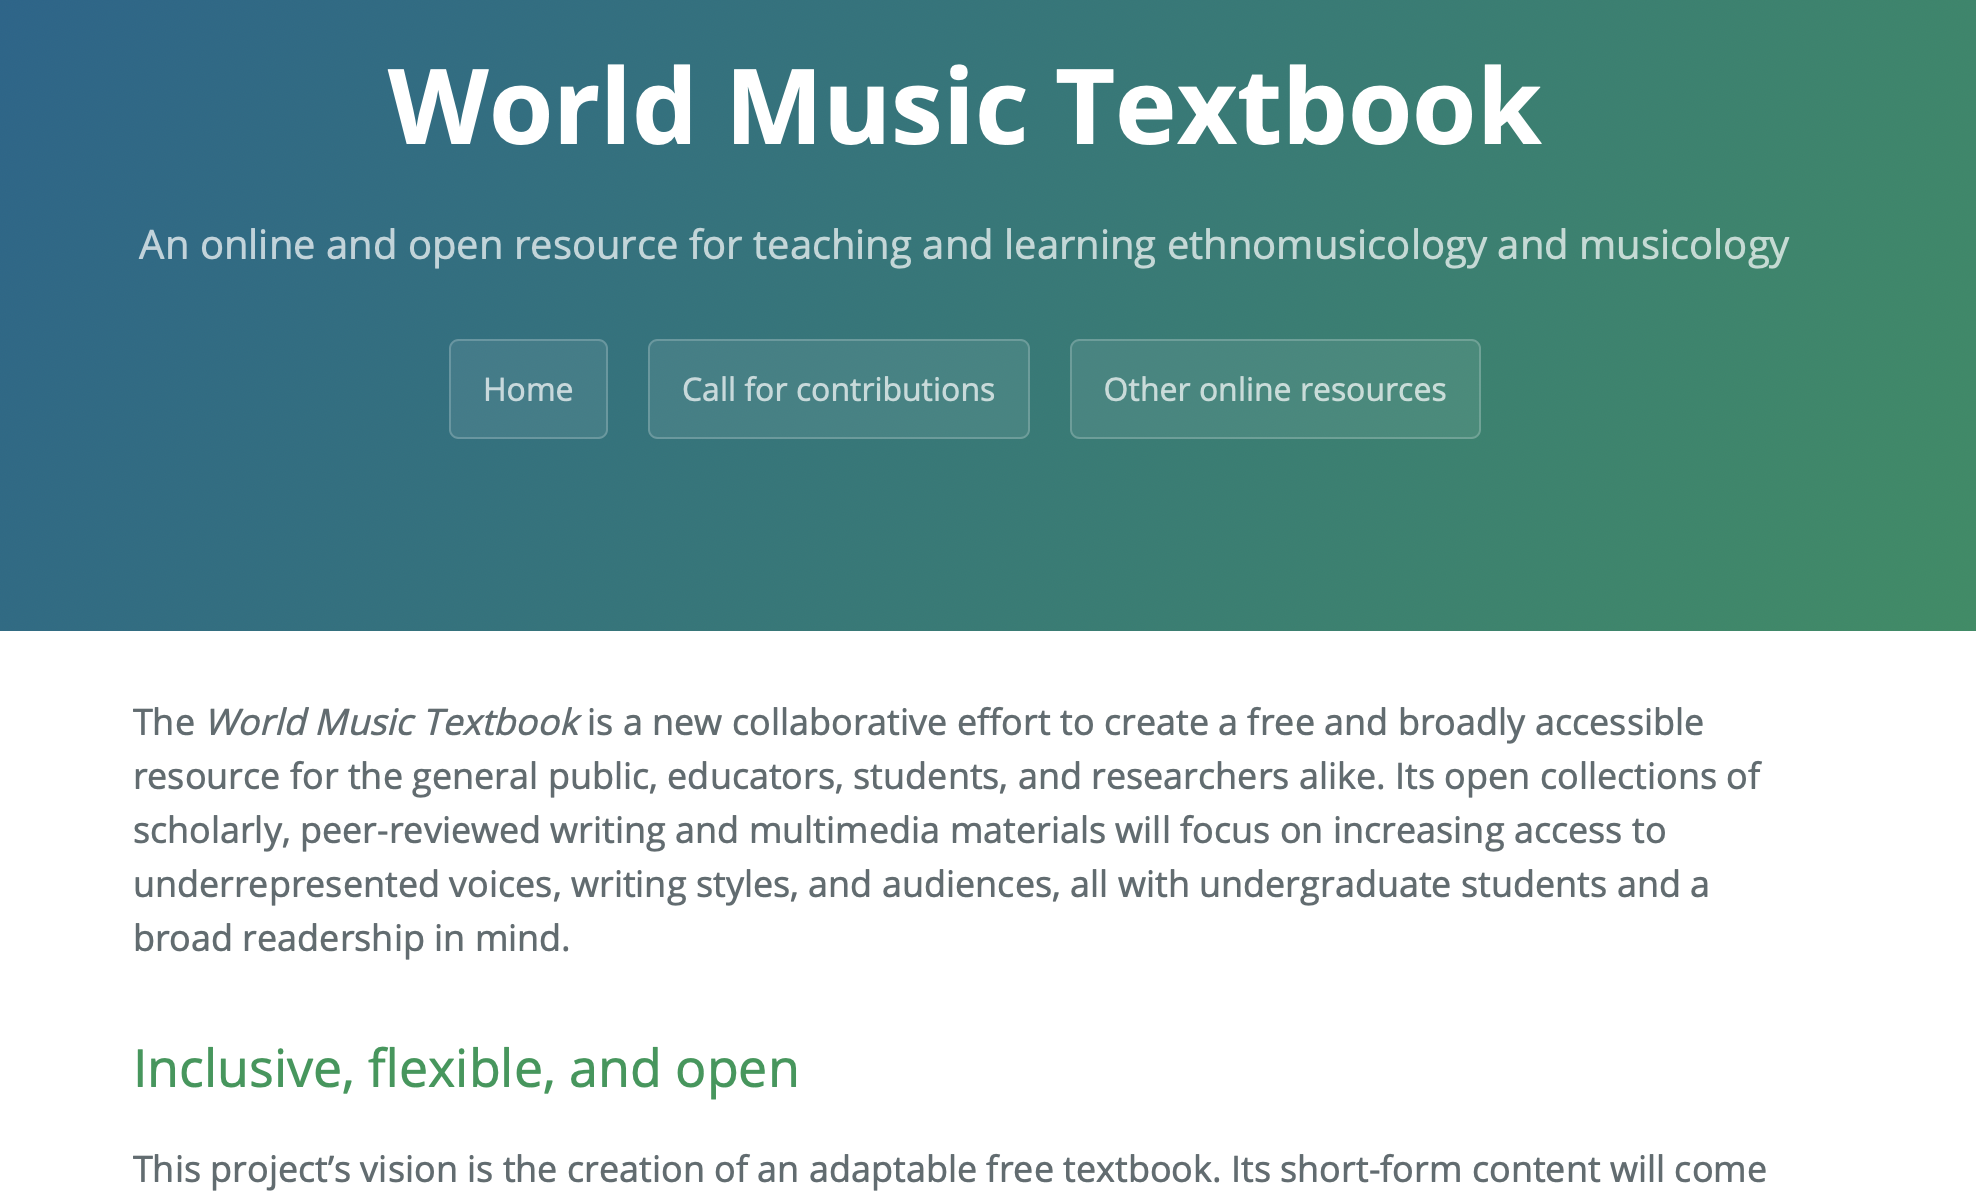 World Music Textbook
An online and open resource for teaching and learning ethnomusicology and musicology
Home
Call for contributions
Other online resources
The World Music Textbook is a new collaborative effort to create a free and broadly accessible
resource for the general public, educators, students, and researchers alike. Its open collections of
scholarly, peer-reviewed writing and multimedia materials will focus on increasing access to
underrepresented voices, writing styles, and audiences, all with undergraduate students and a
broad readership in mind.
Inclusive, flexible, and open
This project’s vision is the creation of an adaptable free textbook. Its short-form content will come